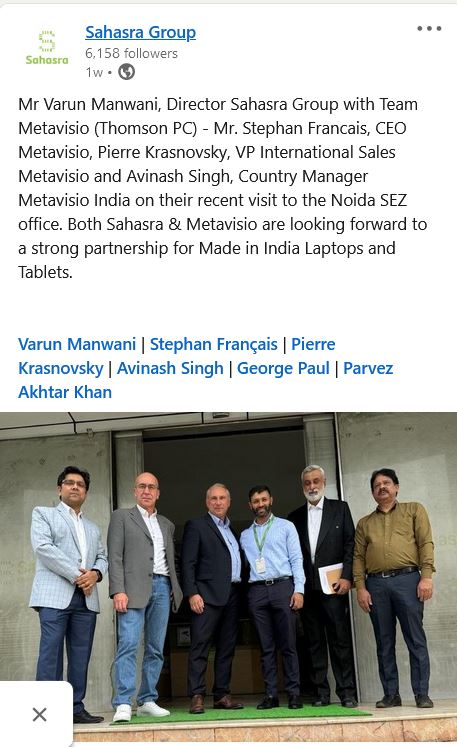 Sahasra Group
6,158 followers
1w •
Sahasra
Mr Varun Manwani, Director Sahasra Group with Team
Metavisio (Thomson PC) - Mr. Stephan Francais, CEO
Metavisio, Pierre Krasnovsky, VP International Sales
Metavisio and Avinash Singh, Country Manager
Metavisio India on their recent visit to the Noida SEZ
office. Both Sahasra & Metavisio are looking forward to
a strong partnership for Made in India Laptops and
Tablets.
Varun Manwani | Stephan Français | Pierre
Krasnovsky | Avinash Singh | George Paul | Parvez
Akhtar Khan